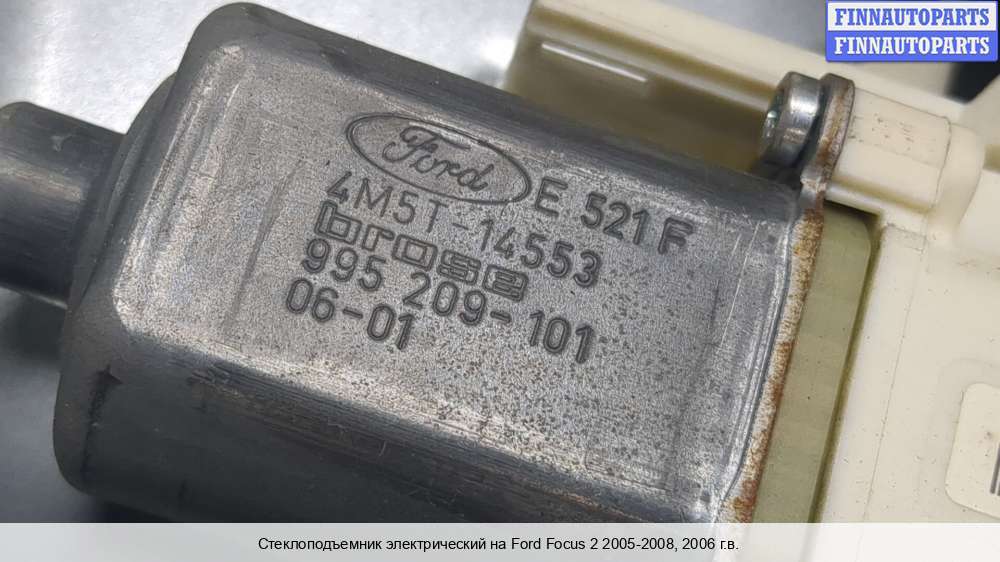 FINNAUTOPARTS
FINNAUTOPARTS
Ford E 521 F
4M5T-14553
brose
995 209-101
06-01
Стеклоподъемник электрический на Ford Focus 2 2005-2008, 2006 г.в.